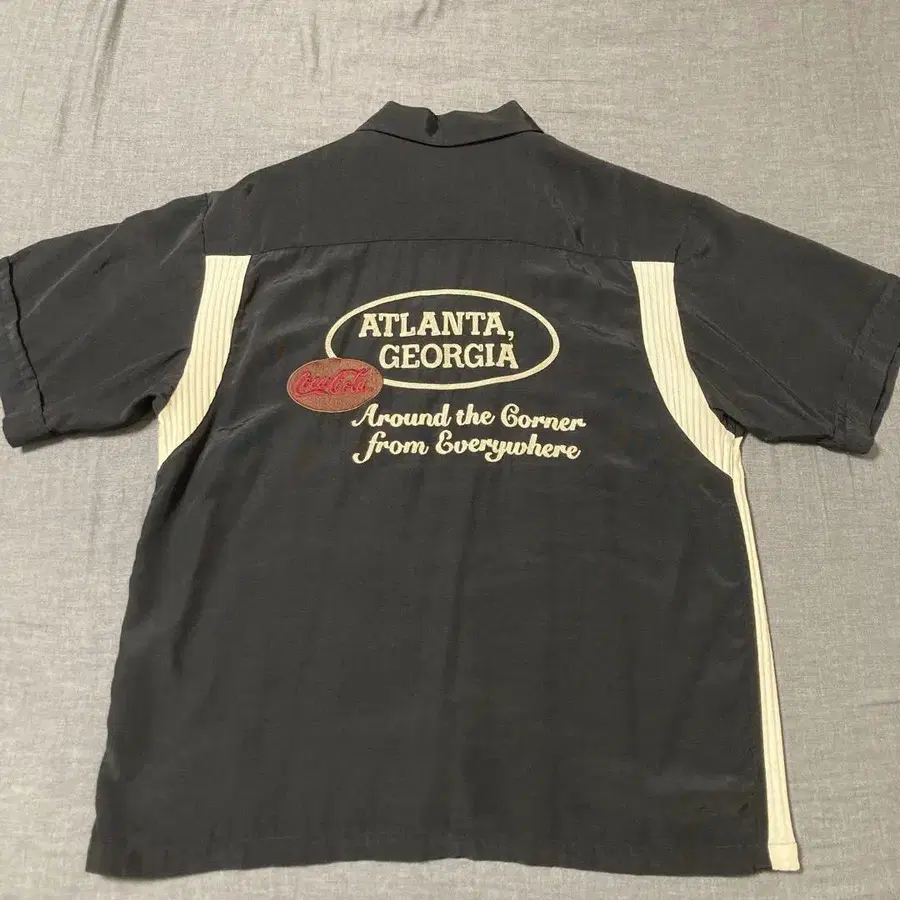 ATLANTA,
GEORGIA
Coca-Cola
Around the Corner
from Everywhere